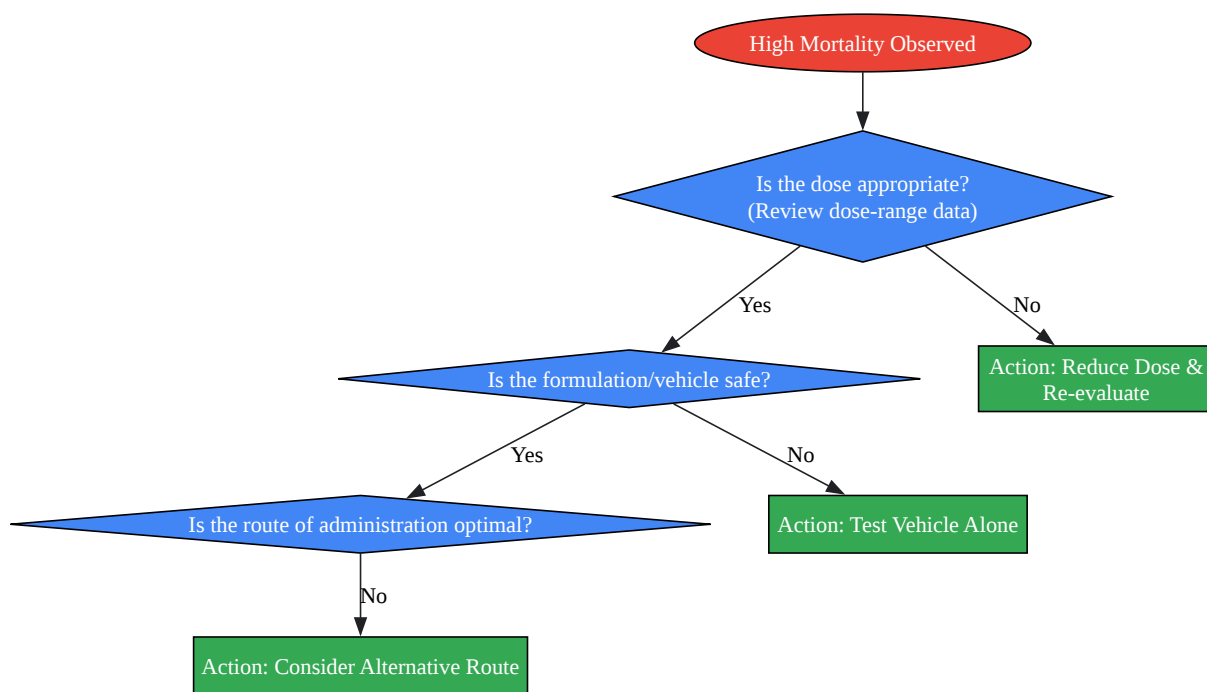 High Mortality Observed
Is the dose appropriate?
(Review dose-range data)
Yes
No
Is the formulation/vehicle safe?
Action: Reduce Dose &
Re-evaluate
Yes
No
Is the route of administration optimal?
Action: Test Vehicle Alone
No
Action: Consider Alternative Route